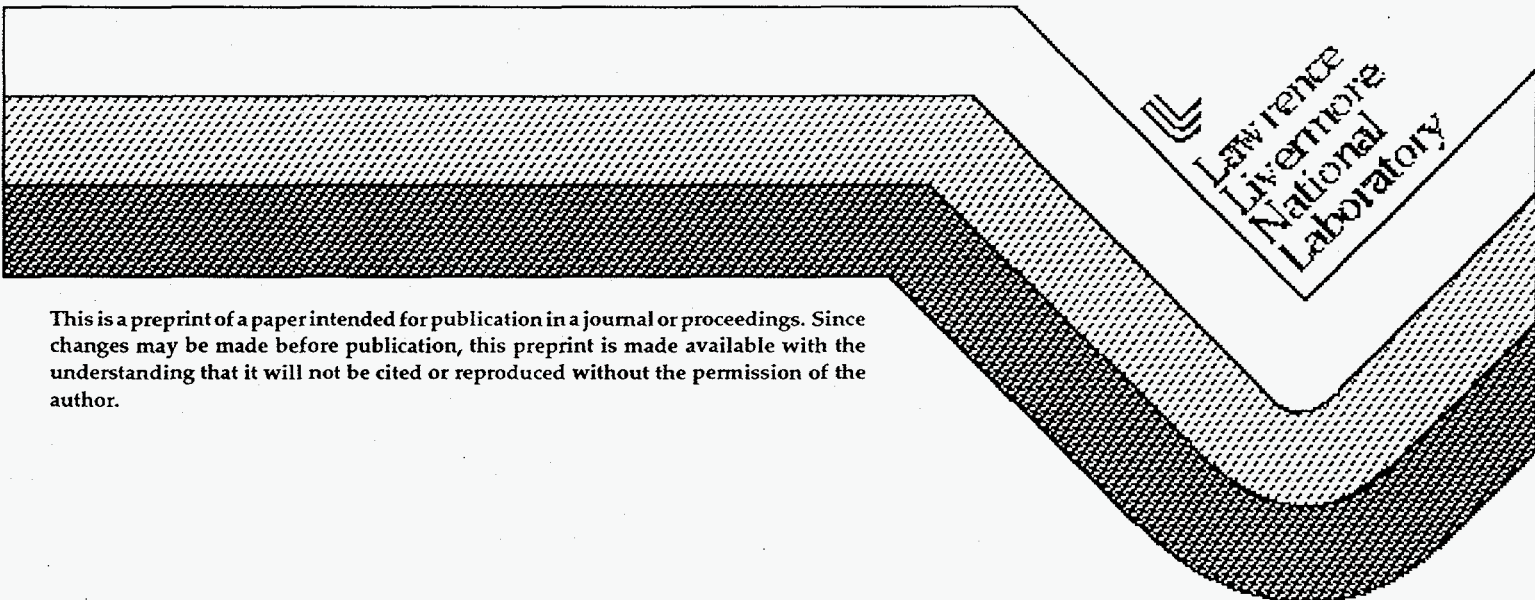 Lawrence
Livermore
National
Laboratory
This is a preprint of a paper intended for publication in a journal or proceedings. Since
changes may be made before publication, this preprint is made available with the
understanding that it will not be cited or reproduced without the permission of the
author.